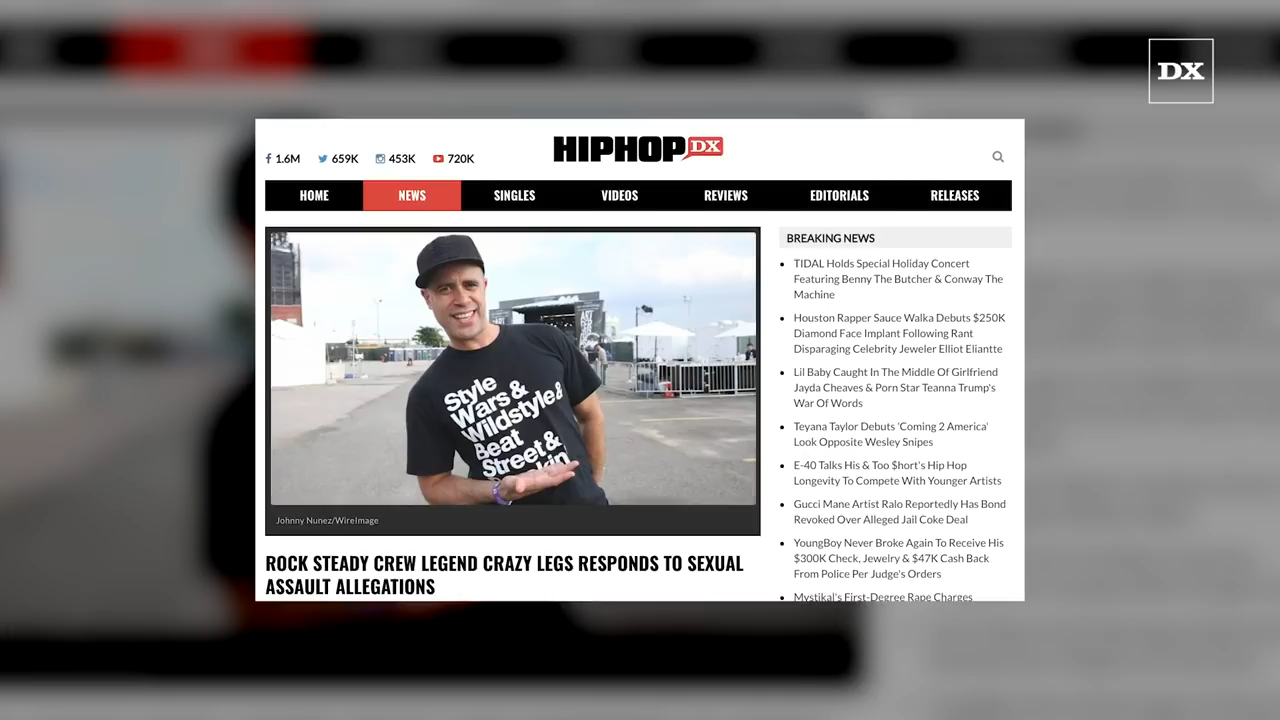 DX
HIPHOPDX
1.6M 659K 453K 720K
HOME NEWS SINGLES VIDEOS REVIEWS EDITORIALS RELEASES
Style
Wars &
Wildstyle &
Beat
Street &
Johnny Nunez/WireImage
ROCK STEADY CREW LEGEND CRAZY LEGS RESPONDS TO SEXUAL
ASSAULT ALLEGATIONS
BREAKING NEWS
TIDAL Holds Special Holiday Concert
Featuring Benny The Butcher & Conway The
Machine
Houston Rapper Sauce Walka Debuts $250K
Diamond Face Implant Following Rant
Disparaging Celebrity Jeweler Elliot Eliantte
Lil Baby Caught In The Middle Of Girlfriend
Jayda Cheaves & Porn Star Teanna Trump's
War Of Words
Teyana Taylor Debuts 'Coming 2 America'
Look Opposite Wesley Snipes
E-40 Talks His & Too $hort's Hip Hop
Longevity To Compete With Younger Artists
Gucci Mane Artist Ralo Reportedly Has Bond
Revoked Over Alleged Jail Coke Deal
YoungBoy Never Broke Again To Receive His
$300K Check, Jewelry & $47K Cash Back
From Police Per Judge's Orders
Mystikal's First-Degree Rape Charges